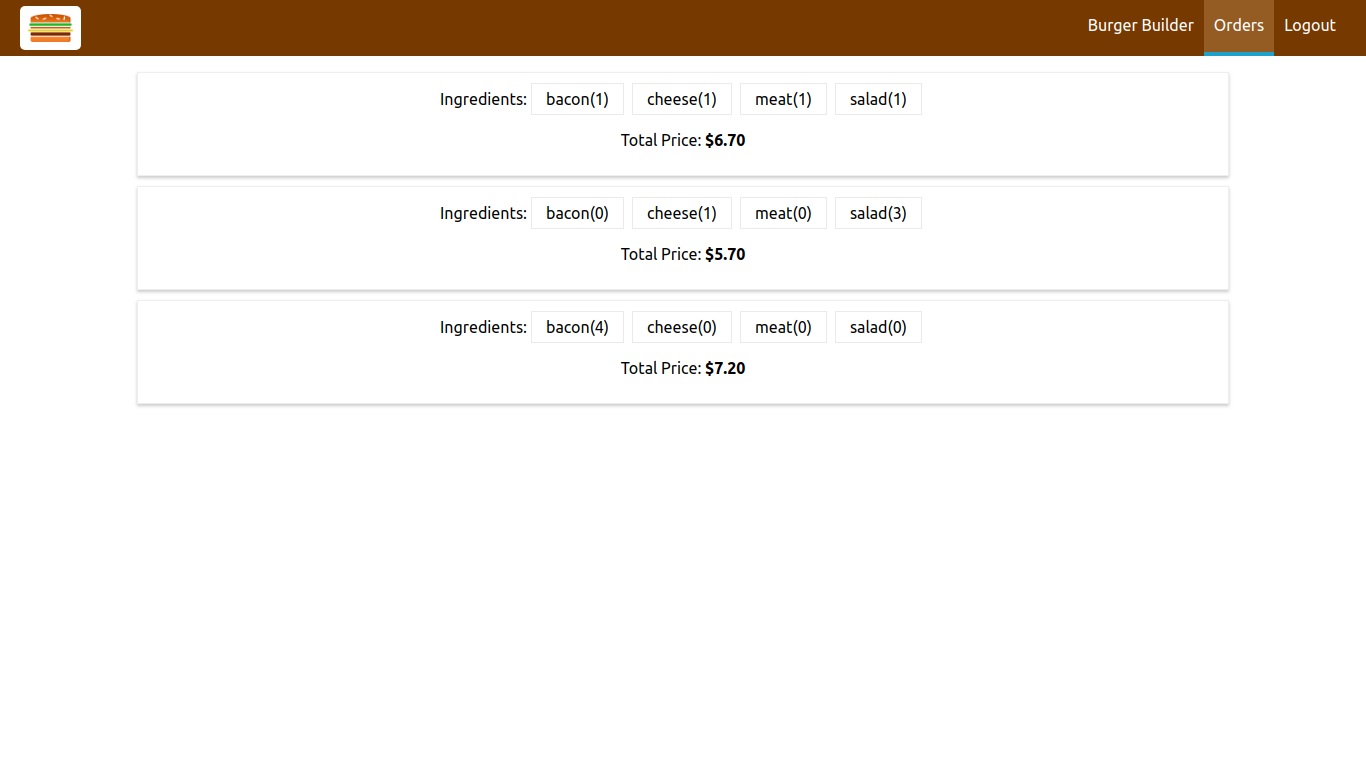 Burger Builder Orders Logout
Ingredients: bacon(1) cheese(1) meat(1) salad(1)
Total Price: $6.70
Ingredients: bacon(0) cheese(1) meat(0) salad(3)
Total Price: $5.70
Ingredients: bacon(4) cheese(0) meat(0) salad(0)
Total Price: $7.20